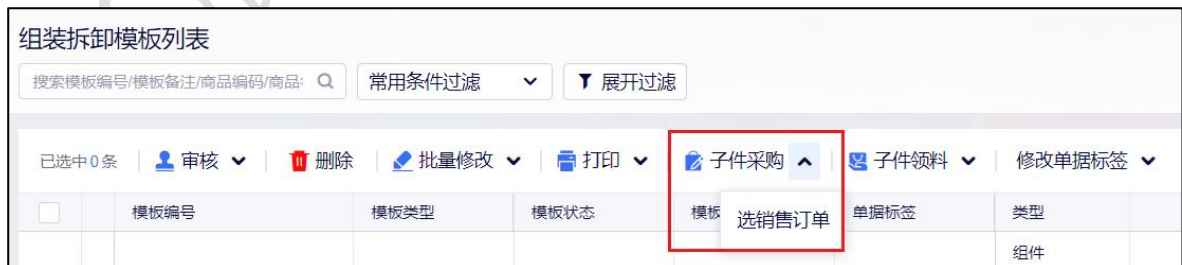 组装拆卸模板列表
搜索模板编号/模板备注/商品编码/商品 常用条件过滤 展开过滤
已选中0条 审核 删除 批量修改 打印 子件采购 子件领料 修改单据标签
模板编号 模板类型 模板状态 模板 单据标签 类型
选销售订单
组件